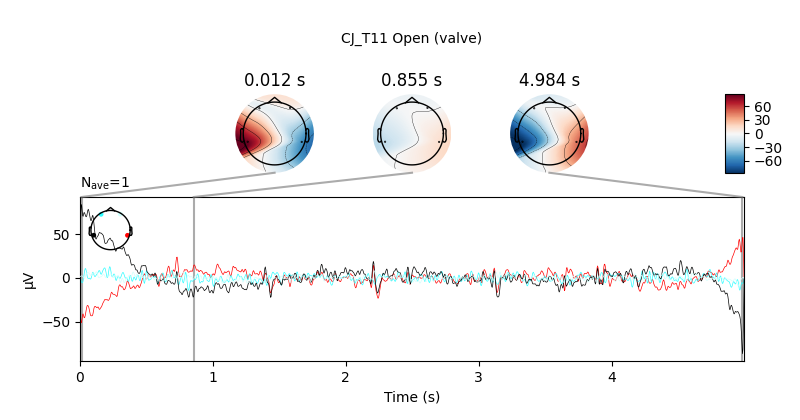 CJ_T11 Open (valve)
0.012 s
0.855 s
4.984 s
60
30
0
−30
−60
Nave=1
50
0
−50
µV
0
1
2
3
4
Time (s)